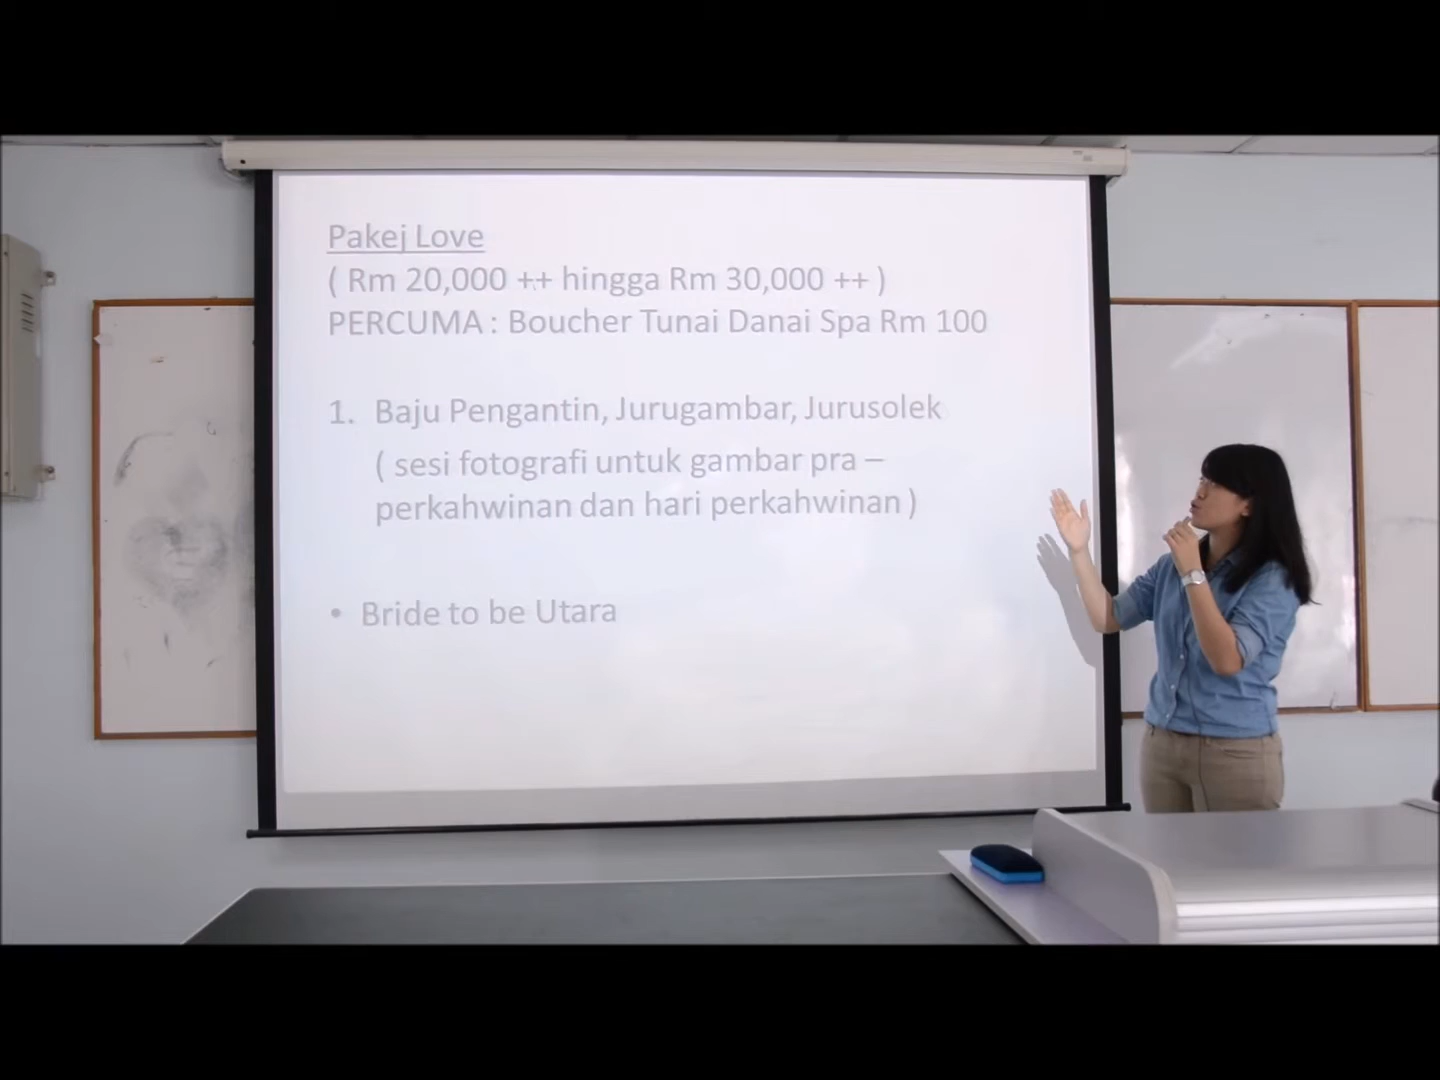 Pakej Love
( Rm 20,000 ++ hingga Rm 30,000 ++ )
PERCUMA : Boucher Tunai Danai Spa Rm 100
1. Baju Pengantin, Jurugambar, Jurusolek
( sesi fotografi untuk gambar pra –
perkahwinan dan hari perkahwinan )
• Bride to be Utara